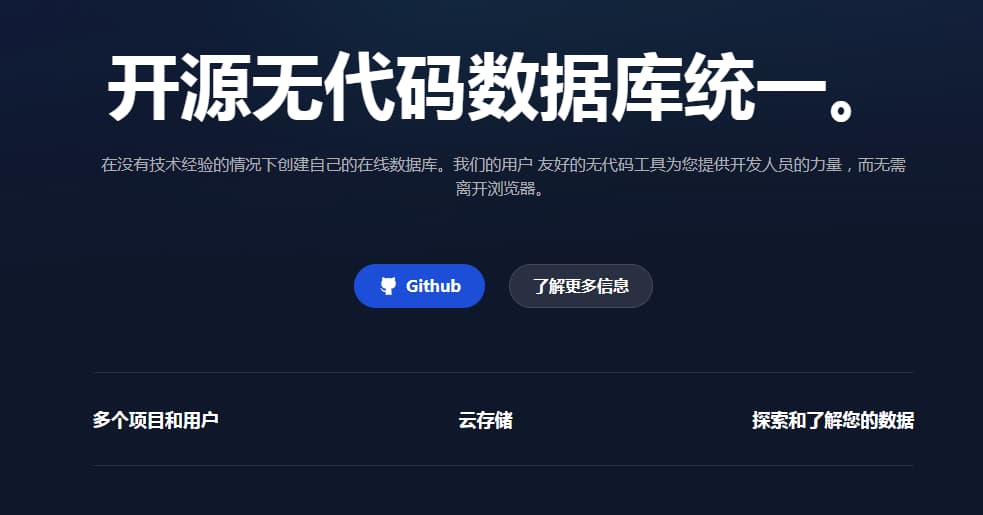 开源无代码数据库统一。
在没有技术经验的情况下创建自己的在线数据库。我们的用户 友好的无代码工具为您提供开发人员的力量，而无需
离开浏览器。
Github
了解更多信息
多个项目和用户
云存储
探索和了解您的数据